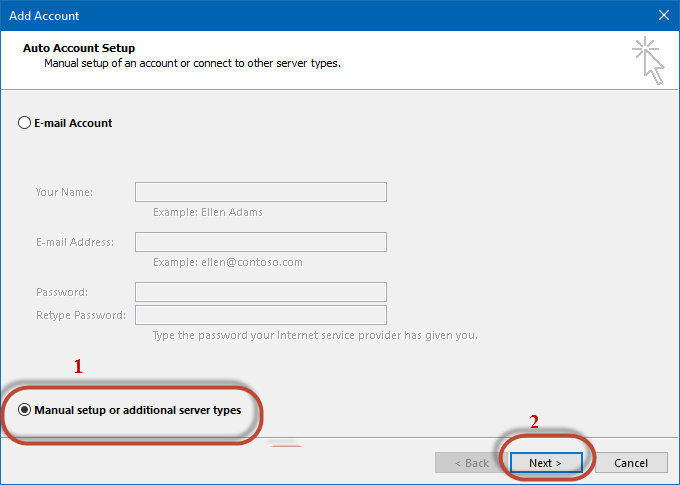 Add Account
Auto Account Setup
Manual setup of an account or connect to other server types.
E-mail Account
Your Name:
Example: Ellen Adams
E-mail Address:
Example: ellen@contoso.com
Password:
Retype Password:
Type the password your Internet service provider has given you.
1
Manual setup or additional server types
2
< Back Next > Cancel